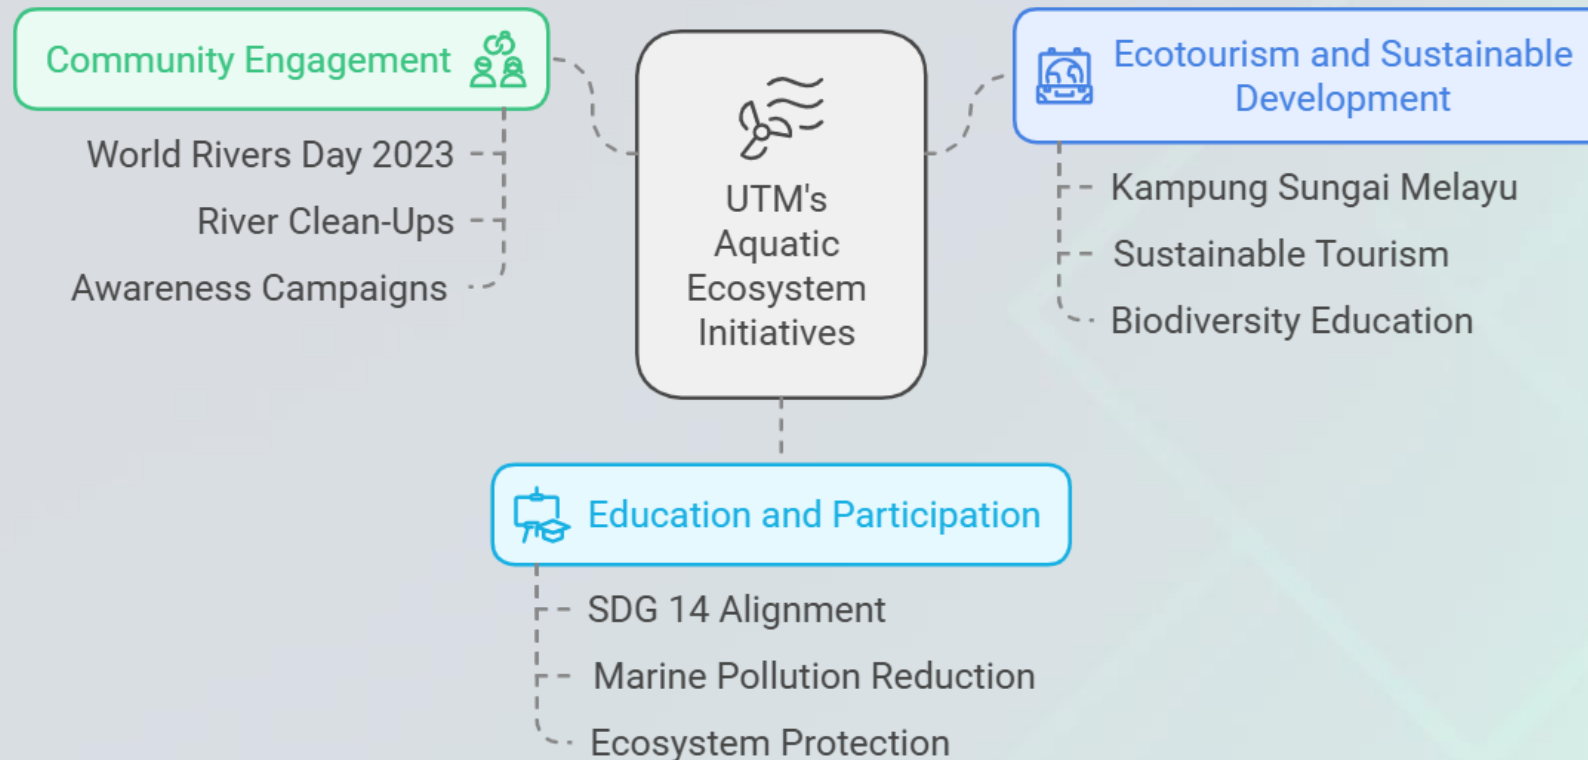 Community Engagement
World Rivers Day 2023
River Clean-Ups
Awareness Campaigns
UTM's
Aquatic
Ecosystem
Initiatives
Ecotourism and Sustainable
Development
Kampung Sungai Melayu
Sustainable Tourism
Biodiversity Education
Education and Participation
SDG 14 Alignment
Marine Pollution Reduction
Ecosystem Protection